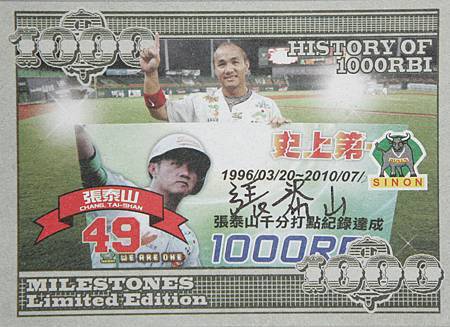 1000
HISTORY OF
1000RBI
史上第一
BULLS
SINON
1996/03/20~2010/07/
張泰山
張泰山
CHANG, TAI-SHAN
49
WE ARE ONE
張泰山千分打點紀錄達成
1000RBI
1000
MILESTONES
Limited Edition